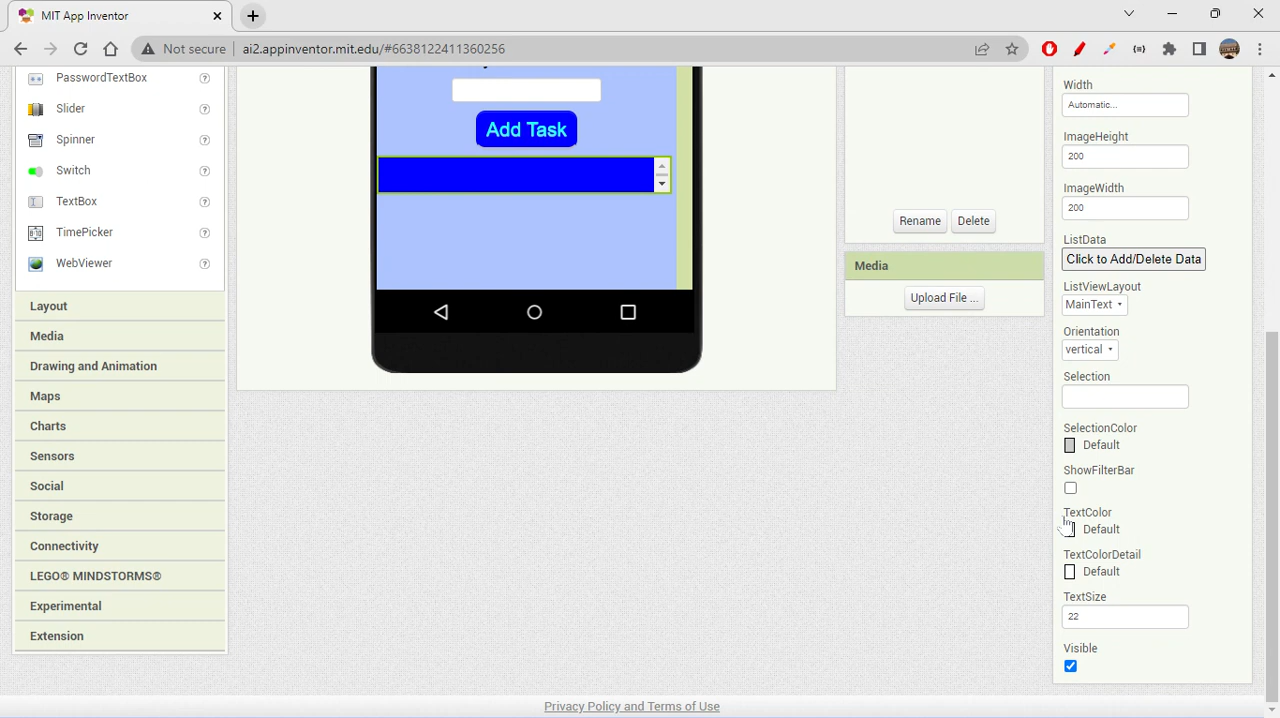 MIT App Inventor
Not secure
ai2.appinventor.mit.edu/#6638122411360256
PasswordTextBox
Slider
Spinner
Switch
TextBox
TimePicker
WebViewer
Layout
Media
Drawing and Animation
Maps
Charts
Sensors
Social
Storage
Connectivity
LEGO® MINDSTORMS®
Experimental
Extension
Add Task
Rename
Delete
Media
Upload File ...
Width
Automatic...
ImageHeight
200
ImageWidth
200
ListData
Click to Add/Delete Data
ListViewLayout
MainText
Orientation
vertical
Selection
SelectionColor
Default
ShowFilterBar
TextColor
Default
TextColorDetail
Default
TextSize
22
Visible
Privacy Policy and Terms of Use